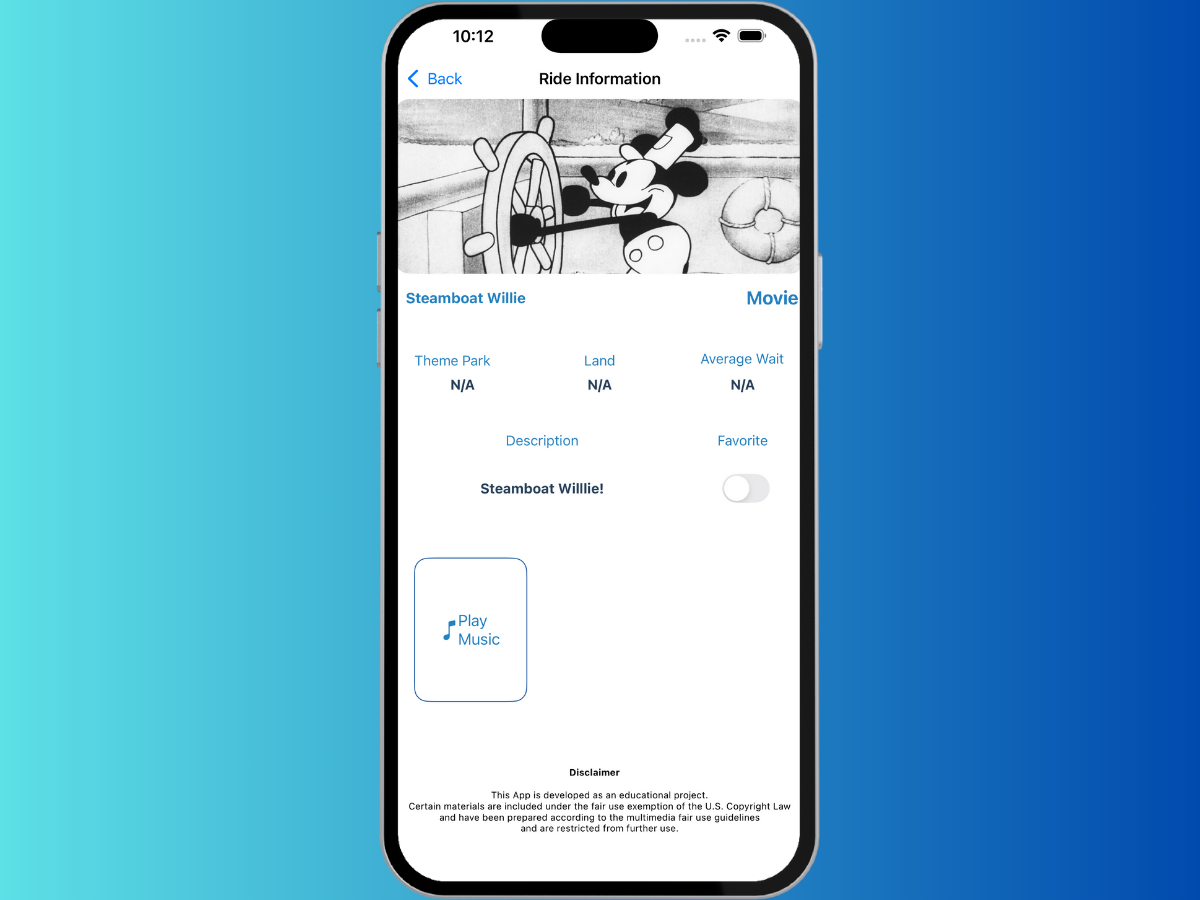 10:12
Back
Ride Information
Steamboat Willie
Movie
Theme Park
Land
Average Wait
N/A
N/A
N/A
Description
Favorite
Steamboat Willlie!
Play
Music
Disclaimer
This App is developed as an educational project.
Certain materials are included under the fair use exemption of the U.S. Copyright Law
and have been prepared according to the multimedia fair use guidelines
and are restricted from further use.